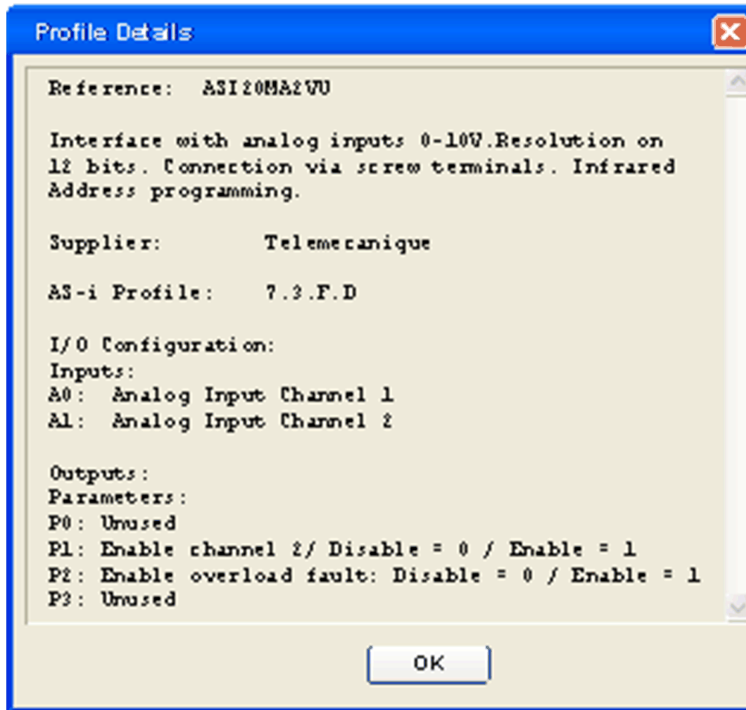 Profile Details
Reference: ASI20MA2VU
Interface with analog inputs 0-10V.Resolution on
12 bits. Connection via screw terminals. Infrared
Address programming.
Supplier: Telemecanique
AS-i Profile: 7.3.F.D
I/O Configuration:
Inputs:
A0: Analog Input Channel 1
A1: Analog Input Channel 2
Outputs:
Parameters:
P0: Unused
P1: Enable channel 2/ Disable = 0 / Enable = 1
P2: Enable overload fault: Disable = 0 / Enable = 1
P3: Unused
OK